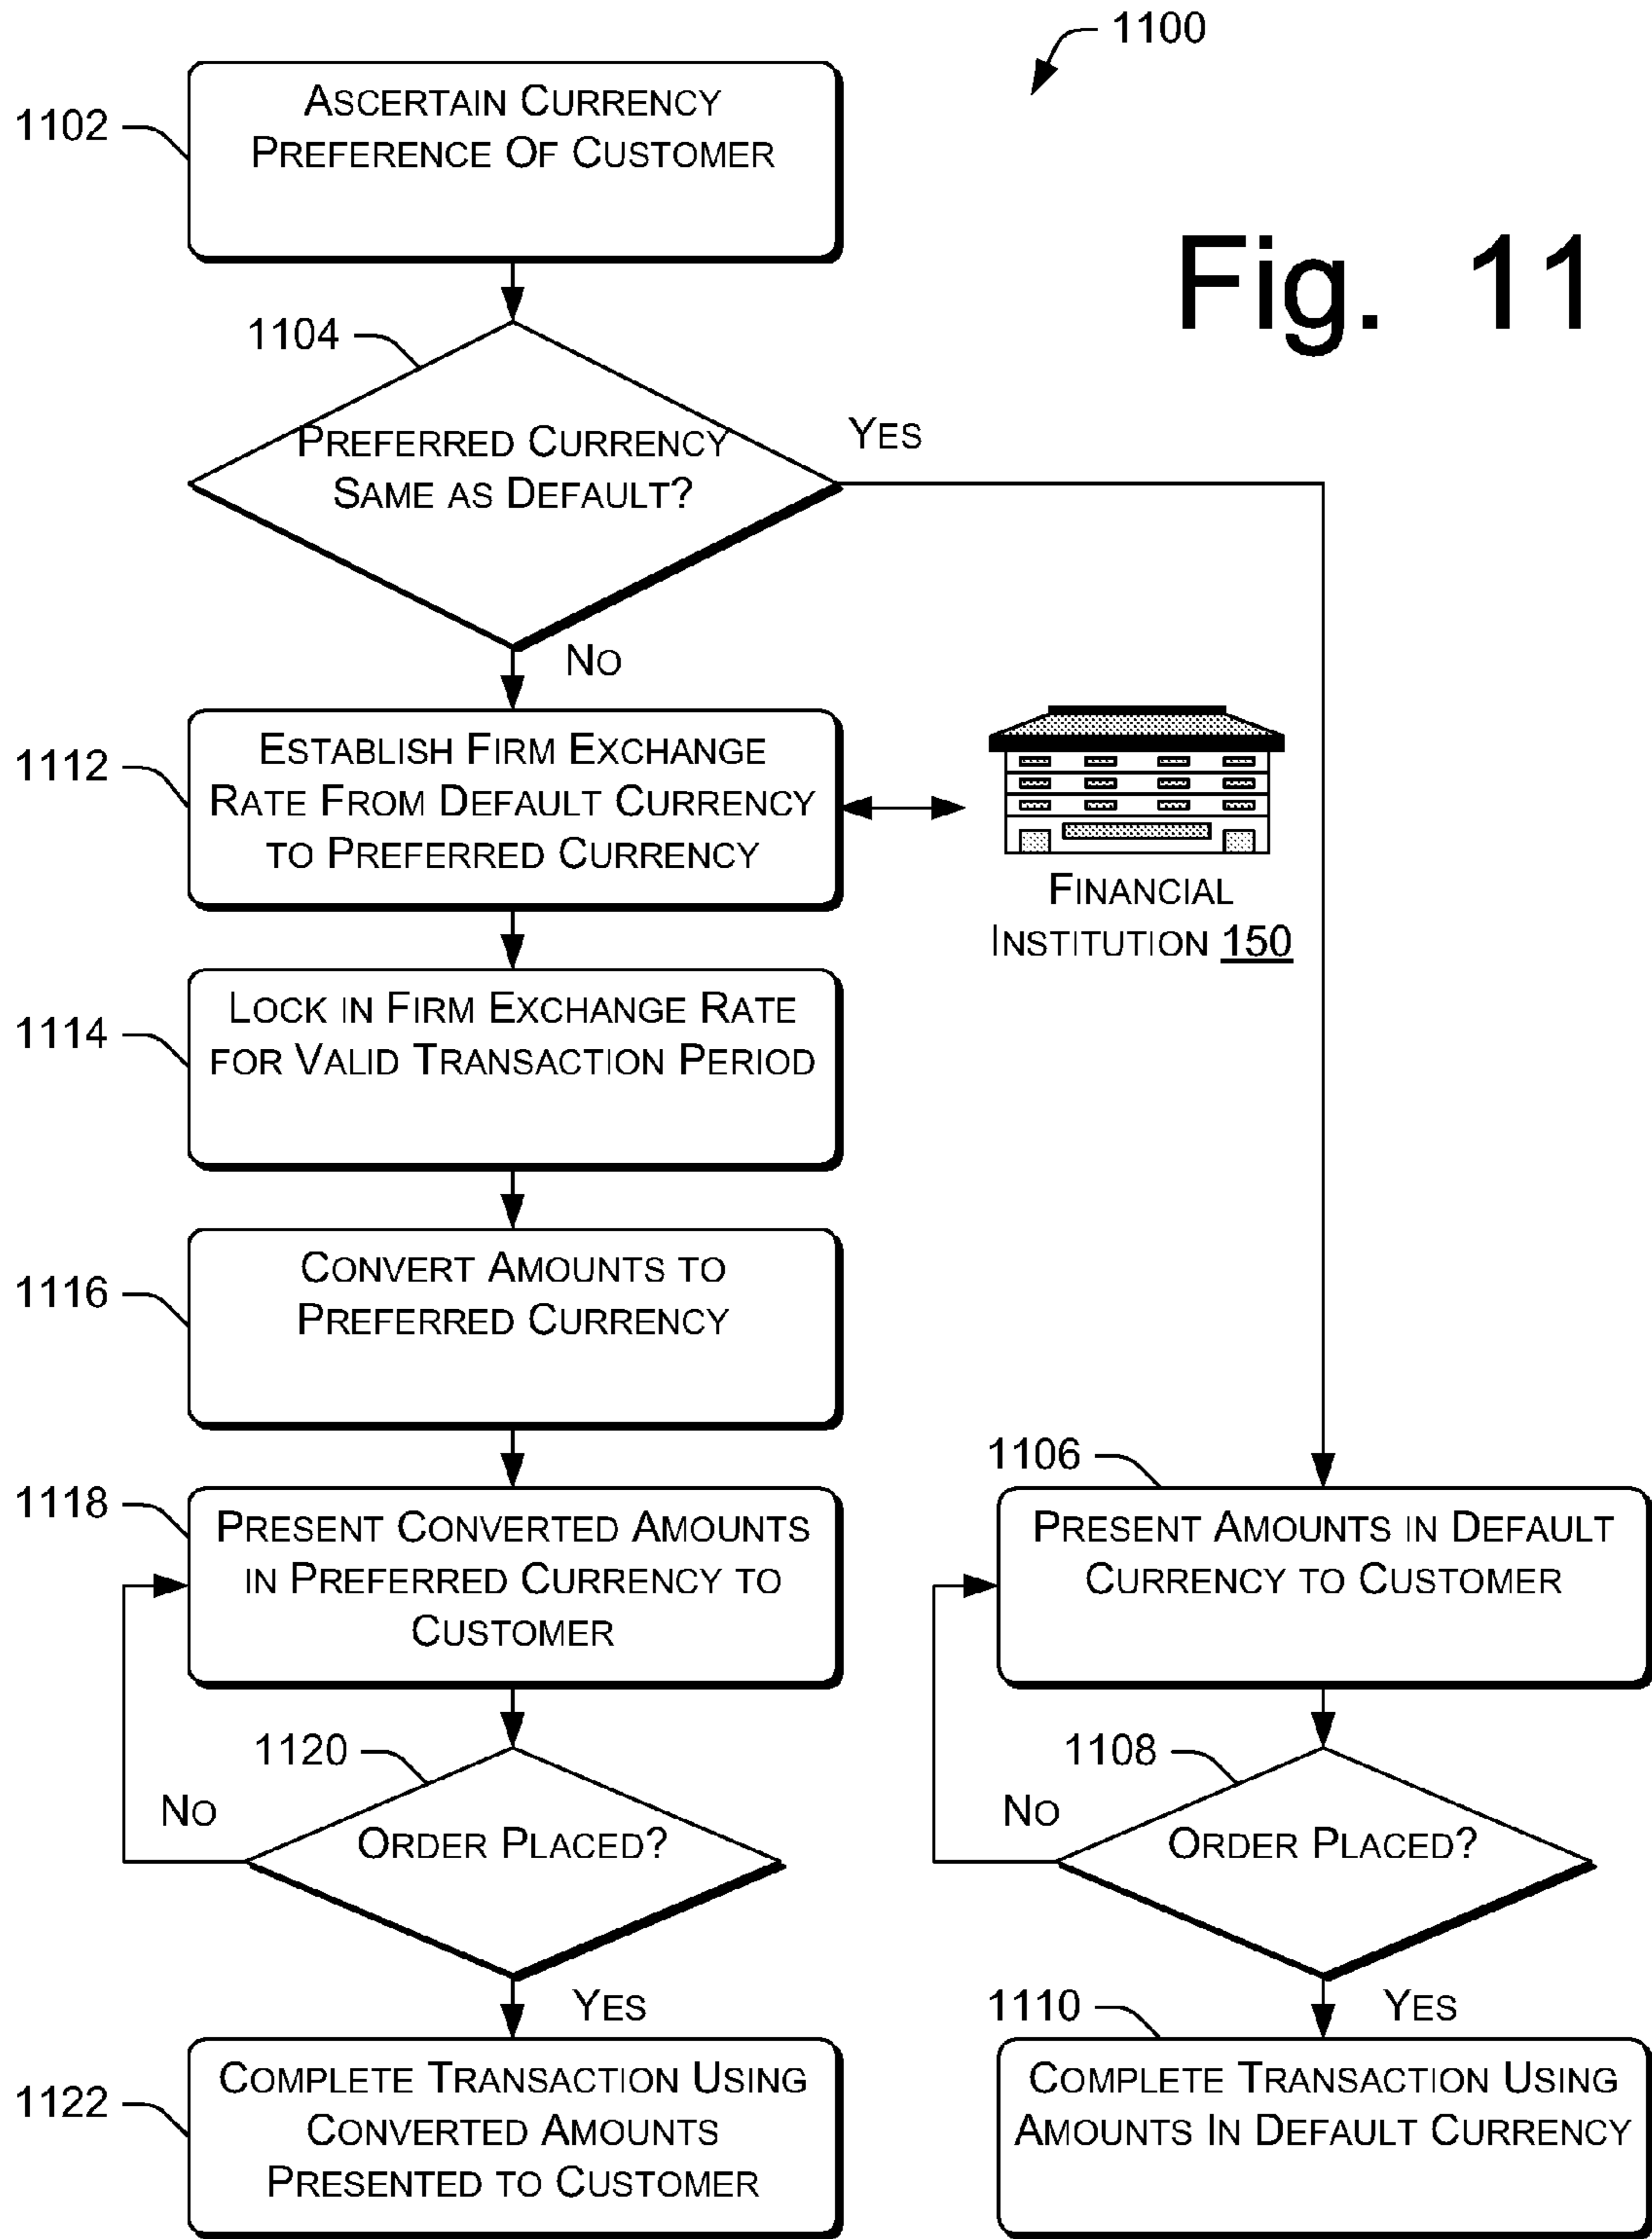 1100
Fig. 11
1102
ASCERTAIN CURRENCY
PREFERENCE OF CUSTOMER
1104
PREFERRED CURRENCY
SAME AS DEFAULT?
YES
NO
1112
ESTABLISH FIRM EXCHANGE
RATE FROM DEFAULT CURRENCY
TO PREFERRED CURRENCY
FINANCIAL
INSTITUTION 150
1114
LOCK IN FIRM EXCHANGE RATE
FOR VALID TRANSACTION PERIOD
1116
CONVERT AMOUNTS TO
PREFERRED CURRENCY
1118
PRESENT CONVERTED AMOUNTS
IN PREFERRED CURRENCY TO
CUSTOMER
1106
PRESENT AMOUNTS IN DEFAULT
CURRENCY TO CUSTOMER
1120
NO
ORDER PLACED?
YES
1108
NO
ORDER PLACED?
YES
1122
COMPLETE TRANSACTION USING
CONVERTED AMOUNTS
PRESENTED TO CUSTOMER
1110
COMPLETE TRANSACTION USING
AMOUNTS IN DEFAULT CURRENCY